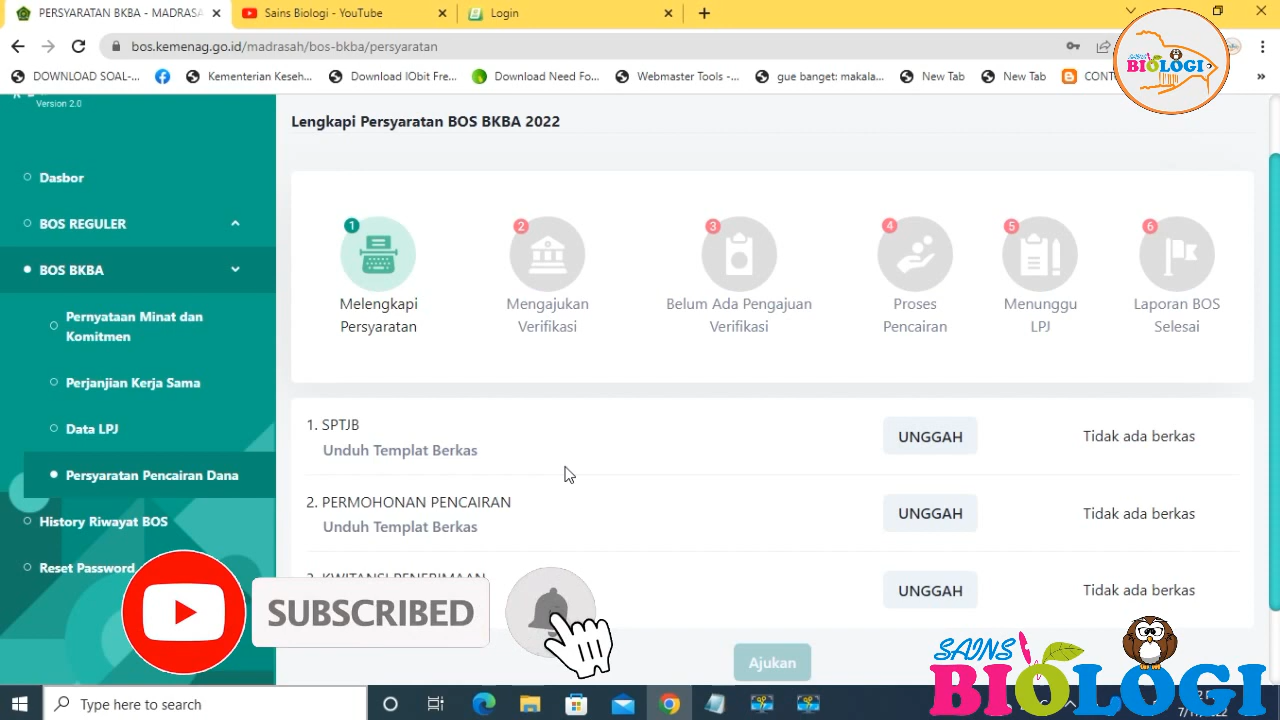 PERSYARATAN BKBA - MADRASA
Sains Biologi - YouTube
Login
bos.kemenag.go.id/madrasah/bos-bkba/persyaratan
DOWNLOAD SOAL-...
Kementerian Keseh...
Download IObit Fre...
Download Need Fo...
Webmaster Tools -...
gue banget: makala...
New Tab
New Tab
BIOLOGI
Version 2.0
Lengkapi Persyaratan BOS BKBA 2022
Dasbor
BOS REGULER
BOS BKBA
Pernyataan Minat dan
Komitmen
Perjanjian Kerja Sama
Data LPJ
Persyaratan Pencairan Dana
History Riwayat BOS
Reset Password
1
Melengkapi
Persyaratan
2
Mengajukan
Verifikasi
3
Belum Ada Pengajuan
Verifikasi
4
Proses
Pencairan
5
Menunggu
LPJ
6
Laporan BOS
Selesai
1. SPTJB
Unduh Templat Berkas
UNGGAH
Tidak ada berkas
2. PERMOHONAN PENCAIRAN
Unduh Templat Berkas
UNGGAH
Tidak ada berkas
3. KWITANSI PENERIMAAN
UNGGAH
Tidak ada berkas
Ajukan
SUBSCRIBED
SAINS
BIOLOGI
Type here to search